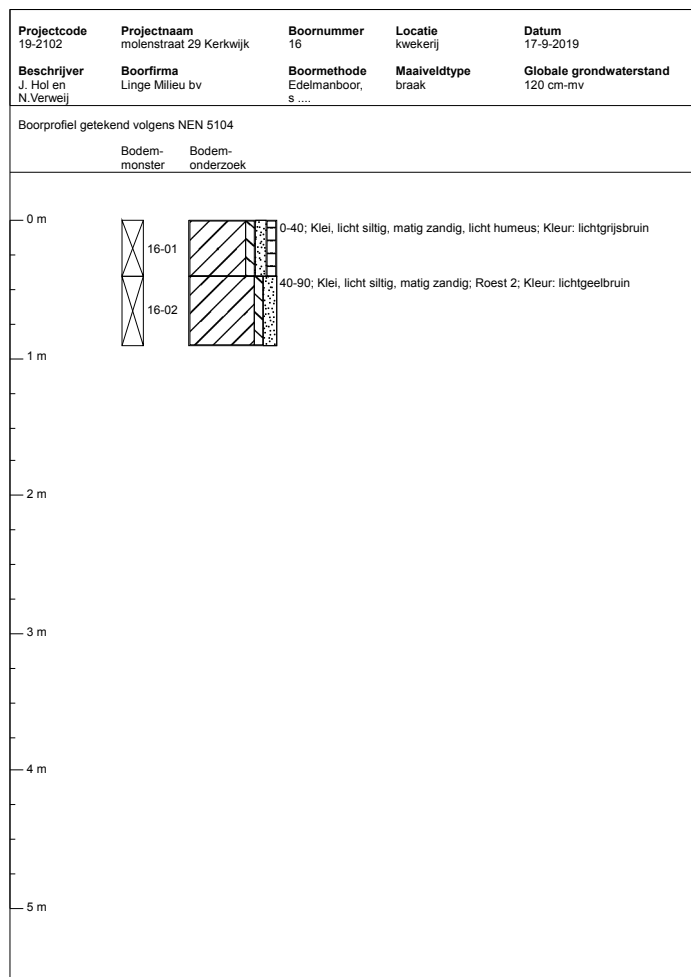 Projectcode Projectnaam Boornummer Locatie Datum
19-2102 molenstraat 29 Kerkwijk 16 kwekerij 17-9-2019
Beschrijver Boorfirma Boormethode Maaiveldtype Globale grondwaterstand
J. Hol en Linge Milieu bv Edelmanboor, braak 120 cm-mv
N.Verweij s ....
Boorprofiel getekend volgens NEN 5104
Bodem- Bodem-
monster onderzoek
0 m
0-40; Klei, licht siltig, matig zandig, licht humeus; Kleur: lichtgrijsbruin
16-01
40-90; Klei, licht siltig, matig zandig; Roest 2; Kleur: lichtgeelbruin
16-02
1 m
2 m
3 m
4 m
5 m